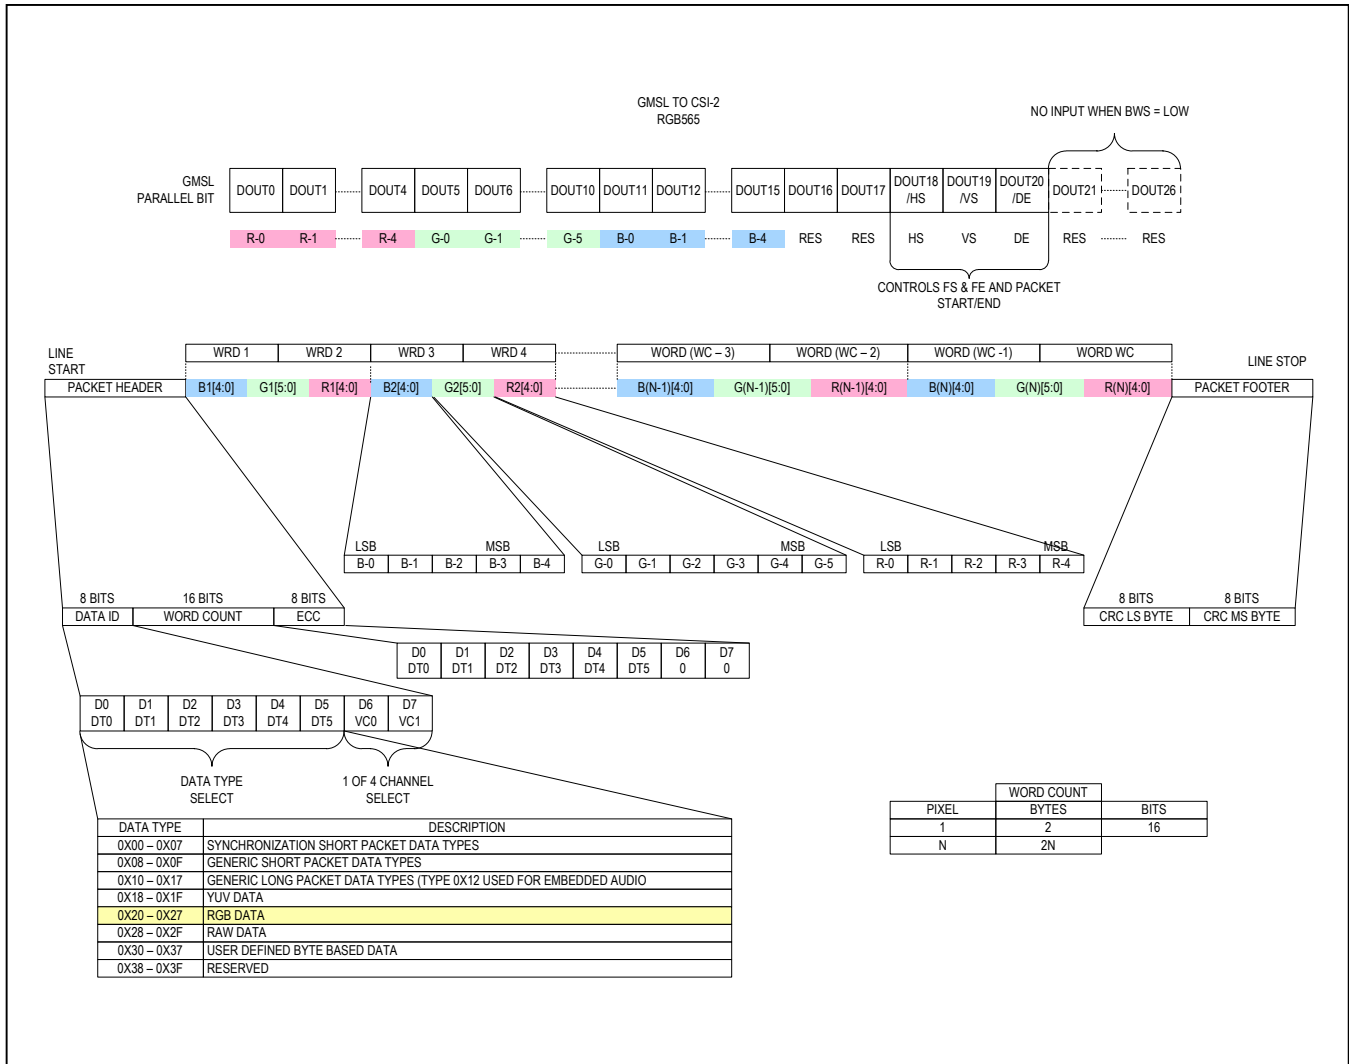 GMSL TO CSI-2
RGB565
NO INPUT WHEN BWS = LOW
GMSL
PARALLEL BIT
DOUT0 DOUT1 DOUT4 DOUT5 DOUT6 DOUT10 DOUT11 DOUT12 DOUT15 DOUT16 DOUT17 DOUT18 /HS DOUT19 /VS DOUT20 /DE DOUT21 DOUT26
R-0 R-1 R-4 G-0 G-1 G-5 B-0 B-1 B-4 RES RES HS VS DE RES RES
CONTROLS FS & FE AND PACKET
START/END
LINE
START
WRD 1 WRD 2 WRD 3 WRD 4 WORD (WC – 3) WORD (WC – 2) WORD (WC -1) WORD WC
LINE STOP
PACKET HEADER B1[4:0] G1[5:0] R1[4:0] B2[4:0] G2[5:0] R2[4:0] B(N-1)[4:0] G(N-1)[5:0] R(N-1)[4:0] B(N)[4:0] G(N)[5:0] R(N)[4:0] PACKET FOOTER
LSB MSB LSB MSB LSB MSB
B-0 B-1 B-2 B-3 B-4 G-0 G-1 G-2 G-3 G-4 G-5 R-0 R-1 R-2 R-3 R-4
8 BITS 16 BITS 8 BITS 8 BITS 8 BITS
DATA ID WORD COUNT ECC CRC LS BYTE CRC MS BYTE
D0 D1 D2 D3 D4 D5 D6 D7
DT0 DT1 DT2 DT3 DT4 DT5 0 0
D0 D1 D2 D3 D4 D5 D6 D7
DT0 DT1 DT2 DT3 DT4 DT5 VC0 VC1
DATA TYPE
SELECT
1 OF 4 CHANNEL
SELECT
WORD COUNT
PIXEL BYTES BITS
1 2 16
N 2N
DATA TYPE DESCRIPTION
0X00 – 0X07 SYNCHRONIZATION SHORT PACKET DATA TYPES
0X08 – 0X0F GENERIC SHORT PACKET DATA TYPES
0X10 – 0X17 GENERIC LONG PACKET DATA TYPES (TYPE 0X12 USED FOR EMBEDDED AUDIO
0X18 – 0X1F YUV DATA
0X20 – 0X27 RGB DATA
0X28 – 0X2F RAW DATA
0X30 – 0X37 USER DEFINED BYTE BASED DATA
0X38 – 0X3F RESERVED